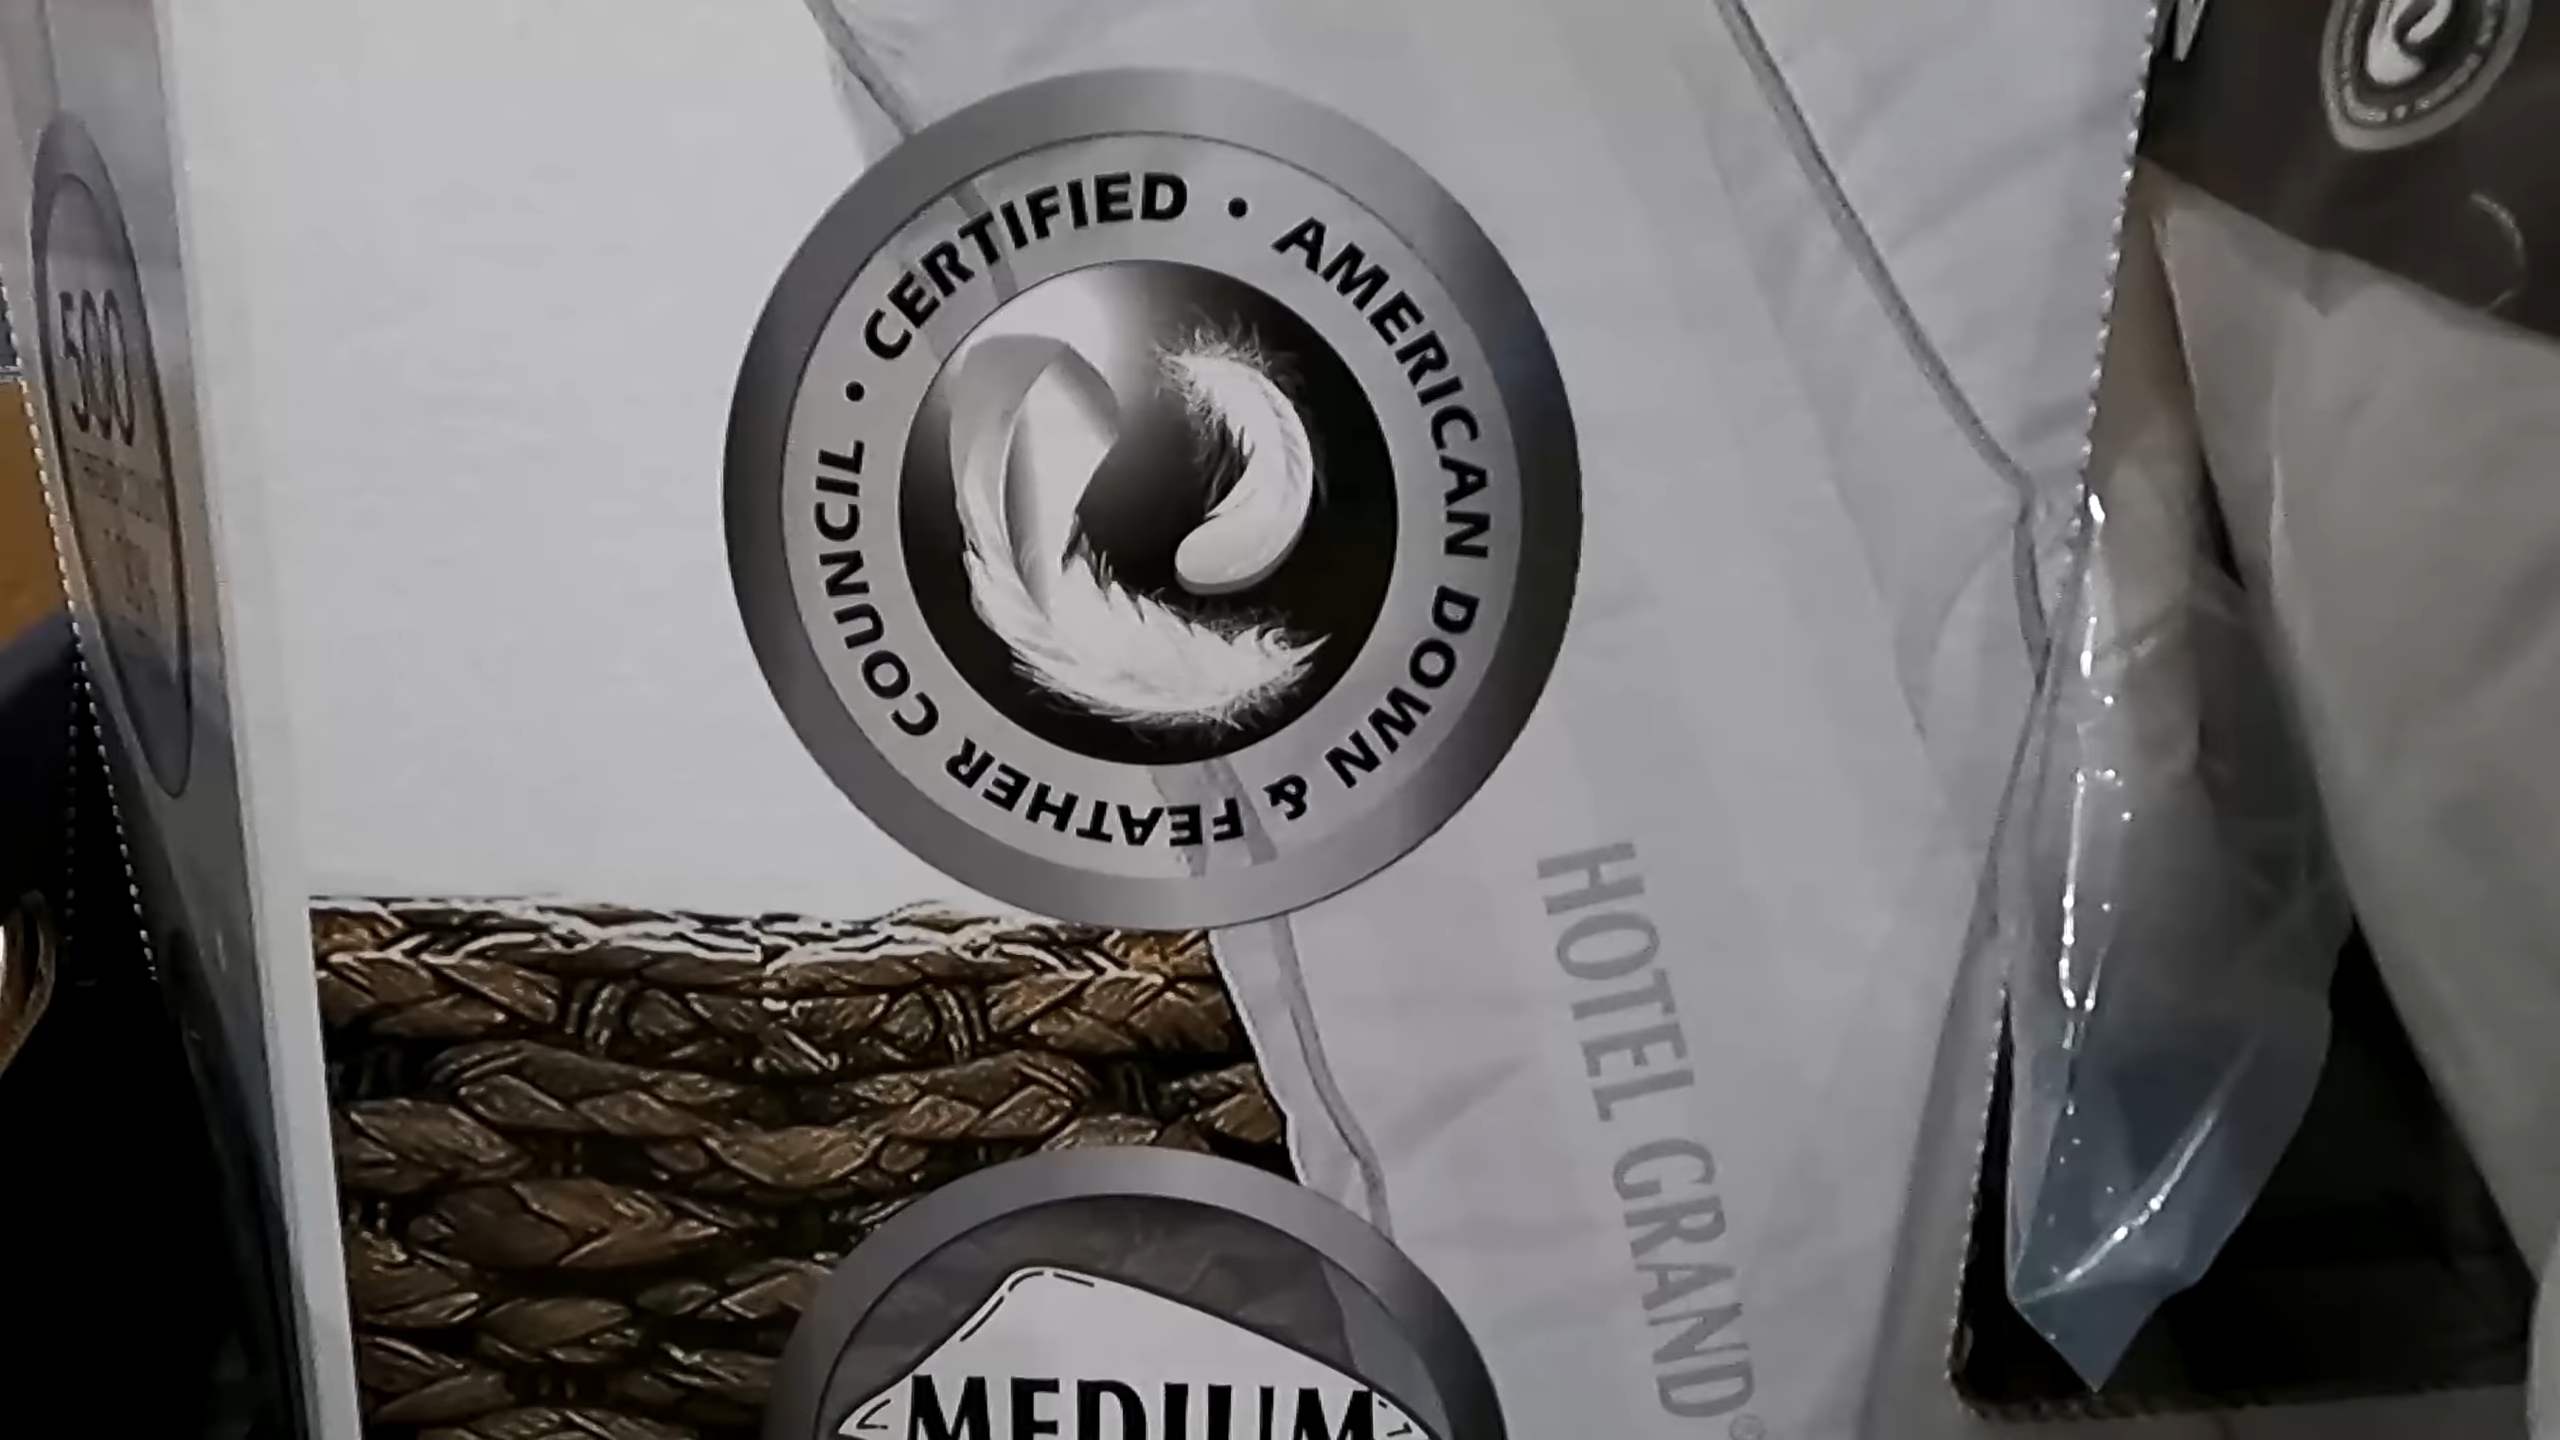 500
CERTIFIED • AMERICAN DOWN & FEATHER COUNCIL •
HOTEL GRAND®
MEDIUM